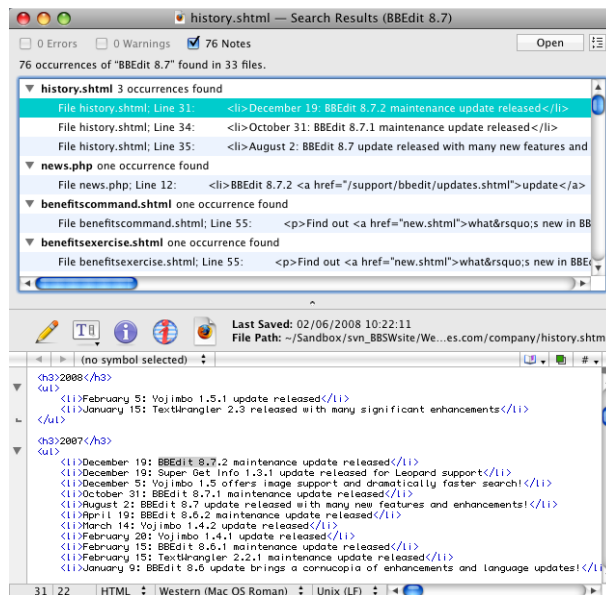 history.shtml — Search Results (BBEdit 8.7)
0 Errors 0 Warnings 76 Notes Open
76 occurrences of “BBEdit 8.7” found in 33 files.
history.shtml 3 occurrences found
File history.shtml; Line 31: <li>December 19: BBEdit 8.7.2 maintenance update released</li>
File history.shtml; Line 34: <li>October 31: BBEdit 8.7.1 maintenance update released</li>
File history.shtml; Line 35: <li>August 2: BBEdit 8.7 update released with many new features and
news.php one occurrence found
File news.php; Line 12: <li>BBEdit 8.7.2 <a href="/support/bbedit/updates.shtml">update</a>
benefitscommand.shtml one occurrence found
File benefitscommand.shtml; Line 55: <p>Find out <a href="new.shtml">what&rsquo;s new in BB
benefitsexercise.shtml one occurrence found
File benefitsexercise.shtml; Line 55: <p>Find out <a href="new.shtml">what&rsquo;s new in BBE
Last Saved: 02/06/2008 10:22:11
File Path: ~/Sandbox/svn_BBSWsite/We...es.com/company/history.shtm
(no symbol selected) #
<h3>2008</h3>
<ul>
<li>February 5: Yojimbo 1.5.1 update released</li>
<li>January 15: TextWrangler 2.3 released with many significant enhancements</li>
</ul>
<h3>2007</h3>
<ul>
<li>December 19: BBEdit 8.7.2 maintenance update released</li>
<li>December 19: Super Get Info 1.3.1 update released for Leopard support</li>
<li>December 5: Yojimbo 1.5 offers image support and dramatically faster search!</li>
<li>October 31: BBEdit 8.7.1 maintenance update released</li>
<li>August 2: BBEdit 8.7 update released with many new features and enhancements!</li>
<li>April 19: BBEdit 8.6.2 maintenance update released</li>
<li>March 14: Yojimbo 1.4.2 update released</li>
<li>February 20: Yojimbo 1.4.1 update released</li>
<li>February 15: BBEdit 8.6.1 maintenance update released</li>
<li>February 15: TextWrangler 2.2.1 maintenance update released</li>
<li>January 9: BBEdit 8.6 update brings a cornucopia of enhancements and language updates!</li
31 22 HTML Western (Mac OS Roman) Unix (LF)